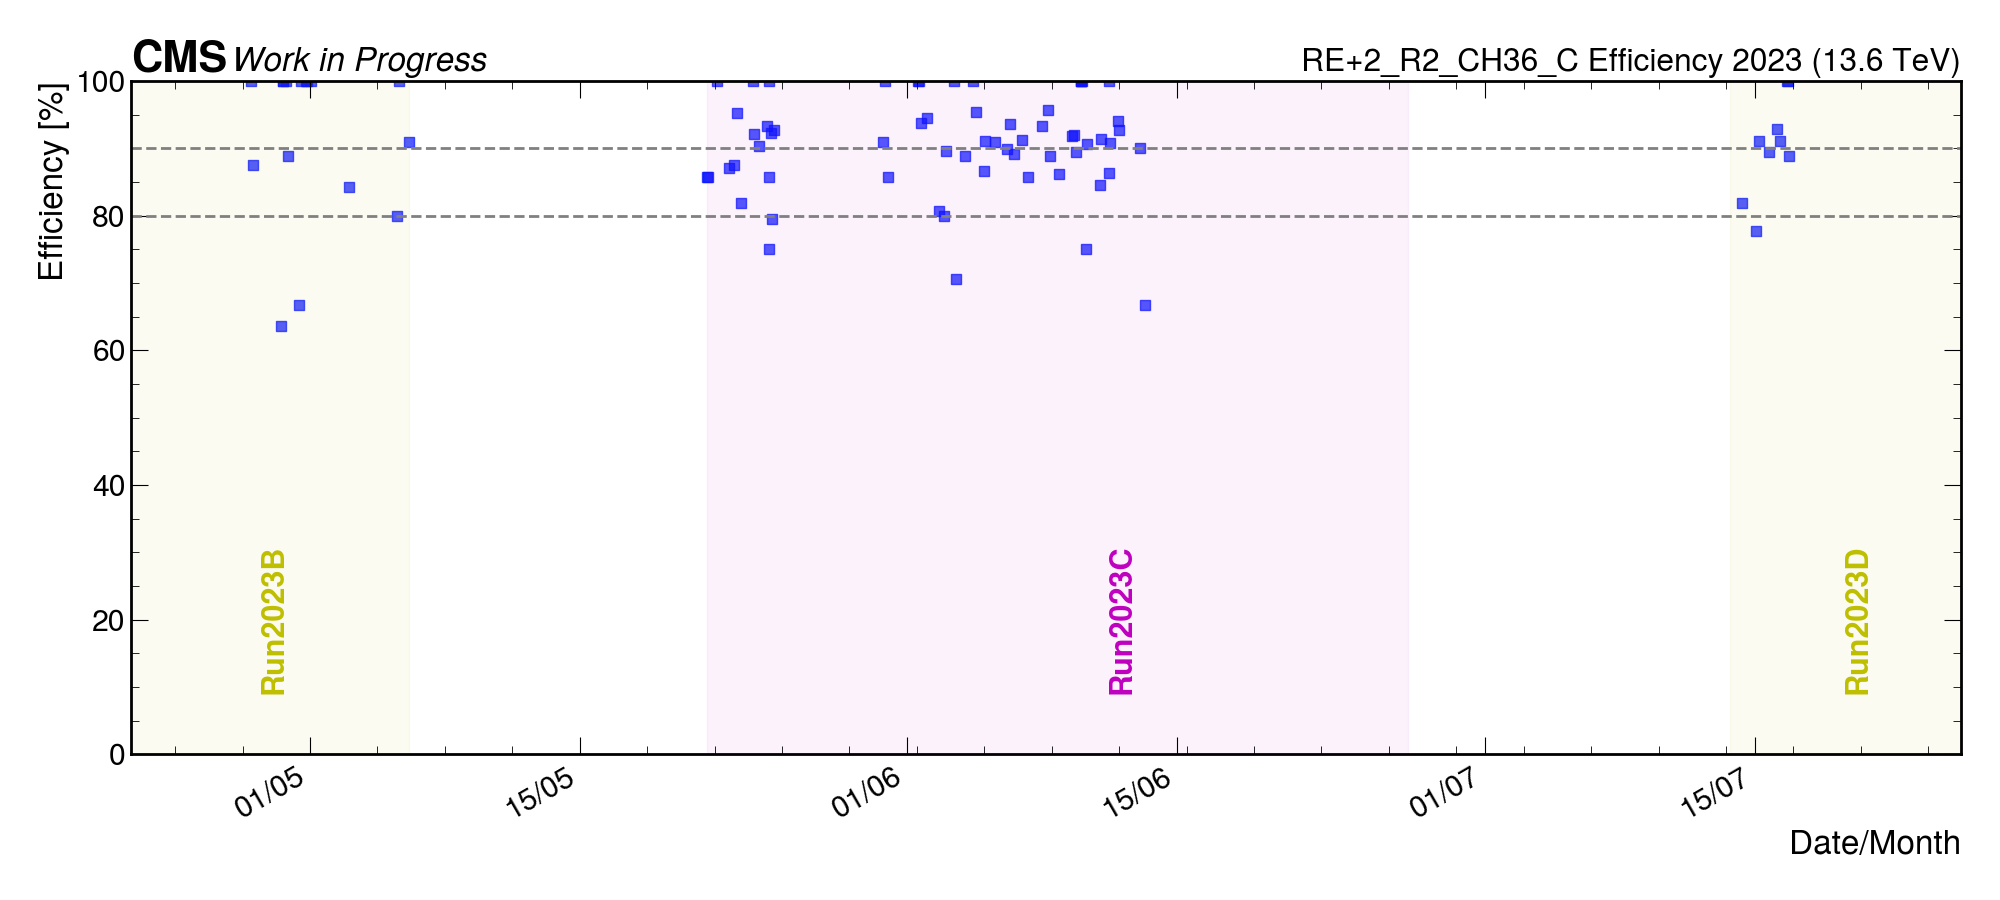 CMS Work in Progress
RE+2_R2_CH36_C Efficiency 2023 (13.6 TeV)
Efficiency [%]
100
80
60
40
20
0
Run2023B
Run2023C
Run2023D
01/05
15/05
01/06
15/06
01/07
15/07
Date/Month